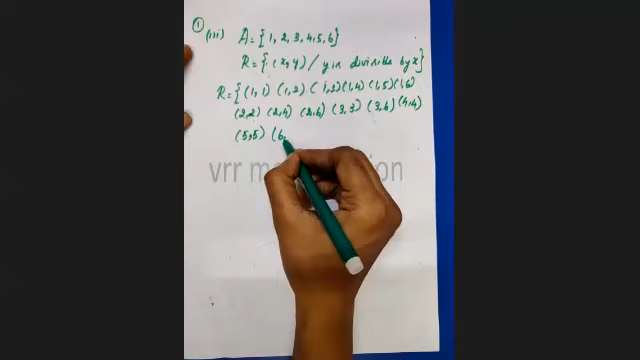 ①
(iii) A = { 1, 2, 3, 4, 5, 6 }
R = { (x, y) / y is divisible by x }
R = { (1, 1) (1, 2) (1, 3) (1, 4) (1, 5) (1, 6)
(2, 2) (2, 4) (2, 6) (3, 3) (3, 6) (4, 4)
(5, 5) (6,
vrr